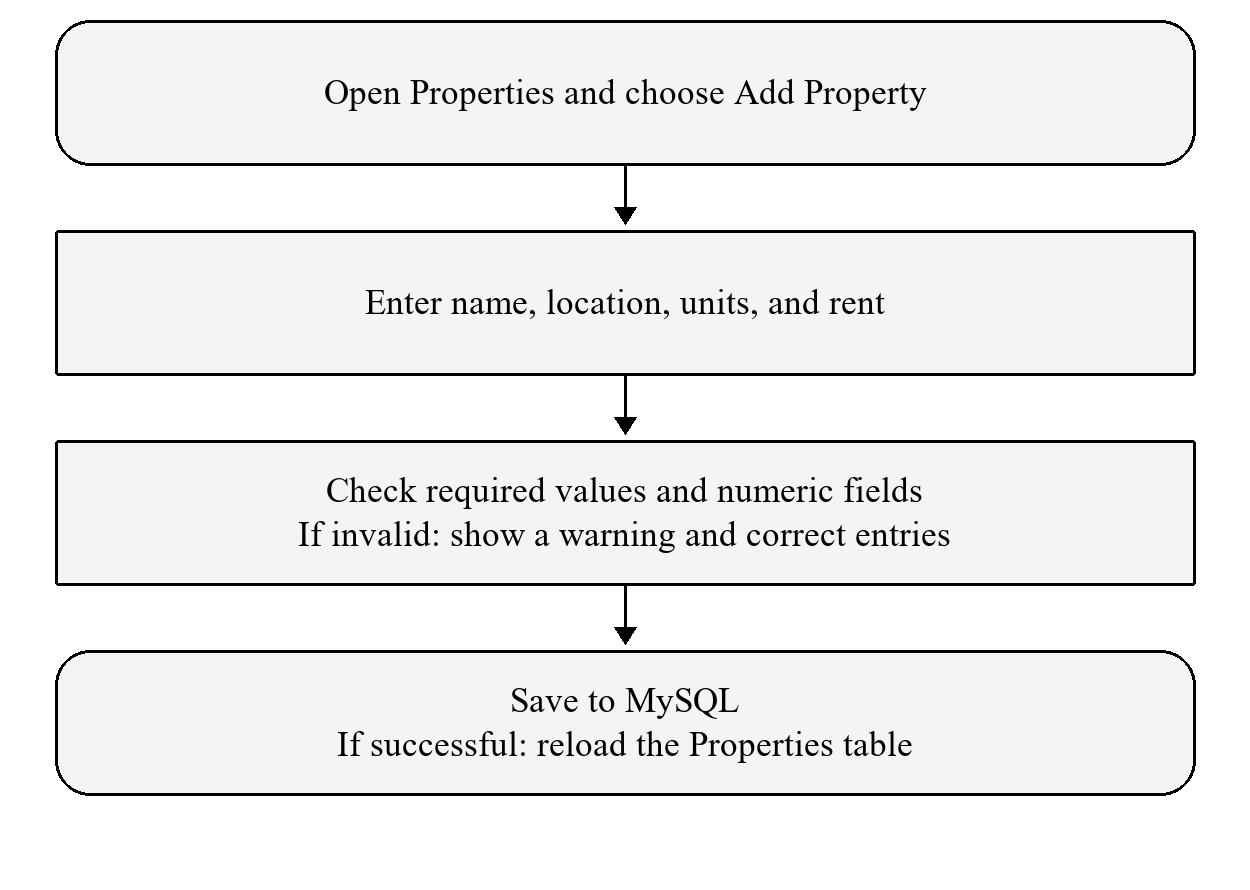 Open Properties and choose Add Property
Enter name, location, units, and rent
Check required values and numeric fields
If invalid: show a warning and correct entries
Save to MySQL
If successful: reload the Properties table